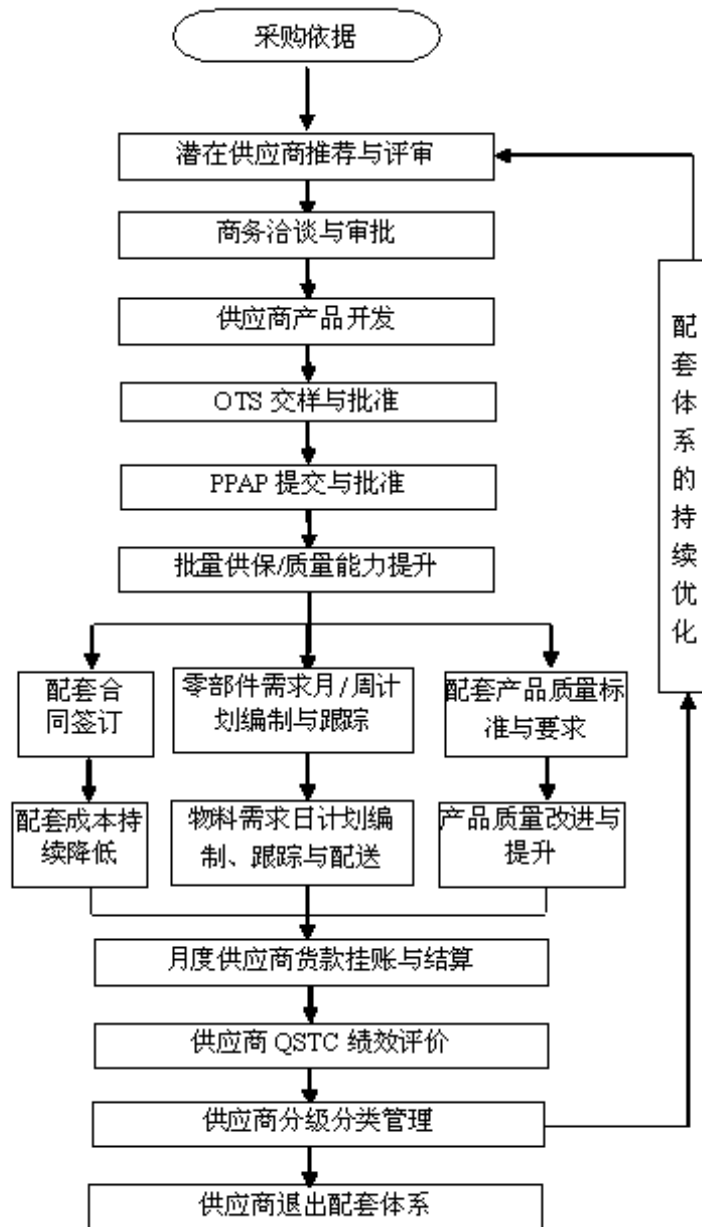 采购依据
潜在供应商推荐与评审
商务洽谈与审批
供应商产品开发
OTS 交样与批准
PPAP 提交与批准
批量供保/质量能力提升
配套合
同签订
零部件需求月/周计
划编制与跟踪
配套产品质量标
准与要求
配套成本持
续降低
物料需求日计划编
制、跟踪与配送
产品质量改进与
提升
月度供应商货款挂账与结算
供应商 QSTC 绩效评价
供应商分级分类管理
供应商退出配套体系
配套体系的持续优化